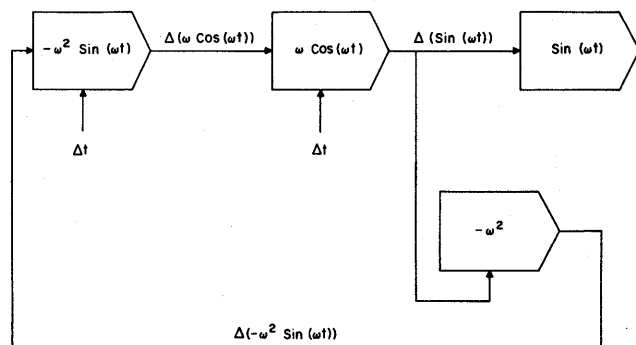 Δ(ω Cos(ωt))
Δ(Sin(ωt))
-ω² Sin (ωt)
ω Cos(ωt)
Sin (ωt)
Δt
Δt
-ω²
Δ(-ω² Sin(ωt))